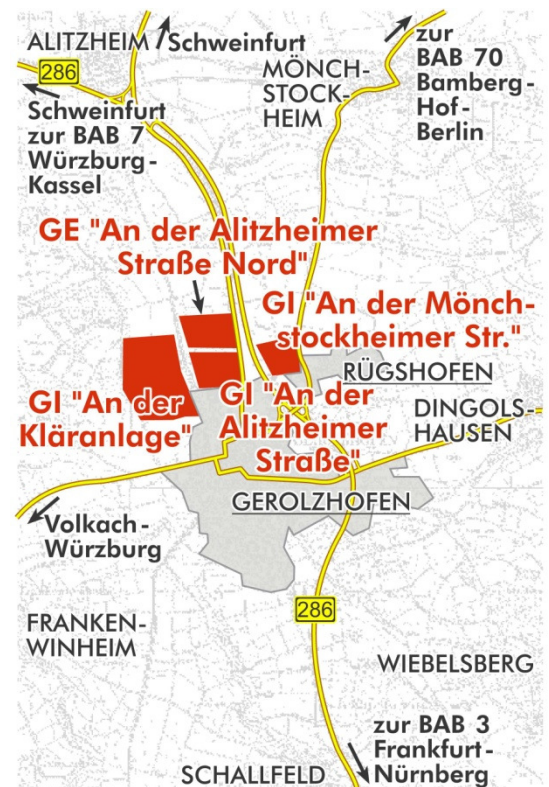 ALITZHEIM
Schweinfurt
286
zur
BAB 70
Bamberg-
Hof-
Berlin
MÖNCH-
STOCK-
HEIM
Schweinfurt
zur BAB 7
Würzburg-
Kassel
GE "An der Alitzheimer
Straße Nord"
GI "An der Mönch-
stockheimer Str."
RÜGSHOFEN
GI "An der
Kläranlage"
GI "An der
Alitzheimer
Straße"
DINGOLS-
HAUSEN
GEROLZHOFEN
Volkach-
Würzburg
286
FRANKEN-
WINHEIM
WIEBELSBERG
zur BAB 3
Frankfurt-
Nürnberg
SCHALLFELD